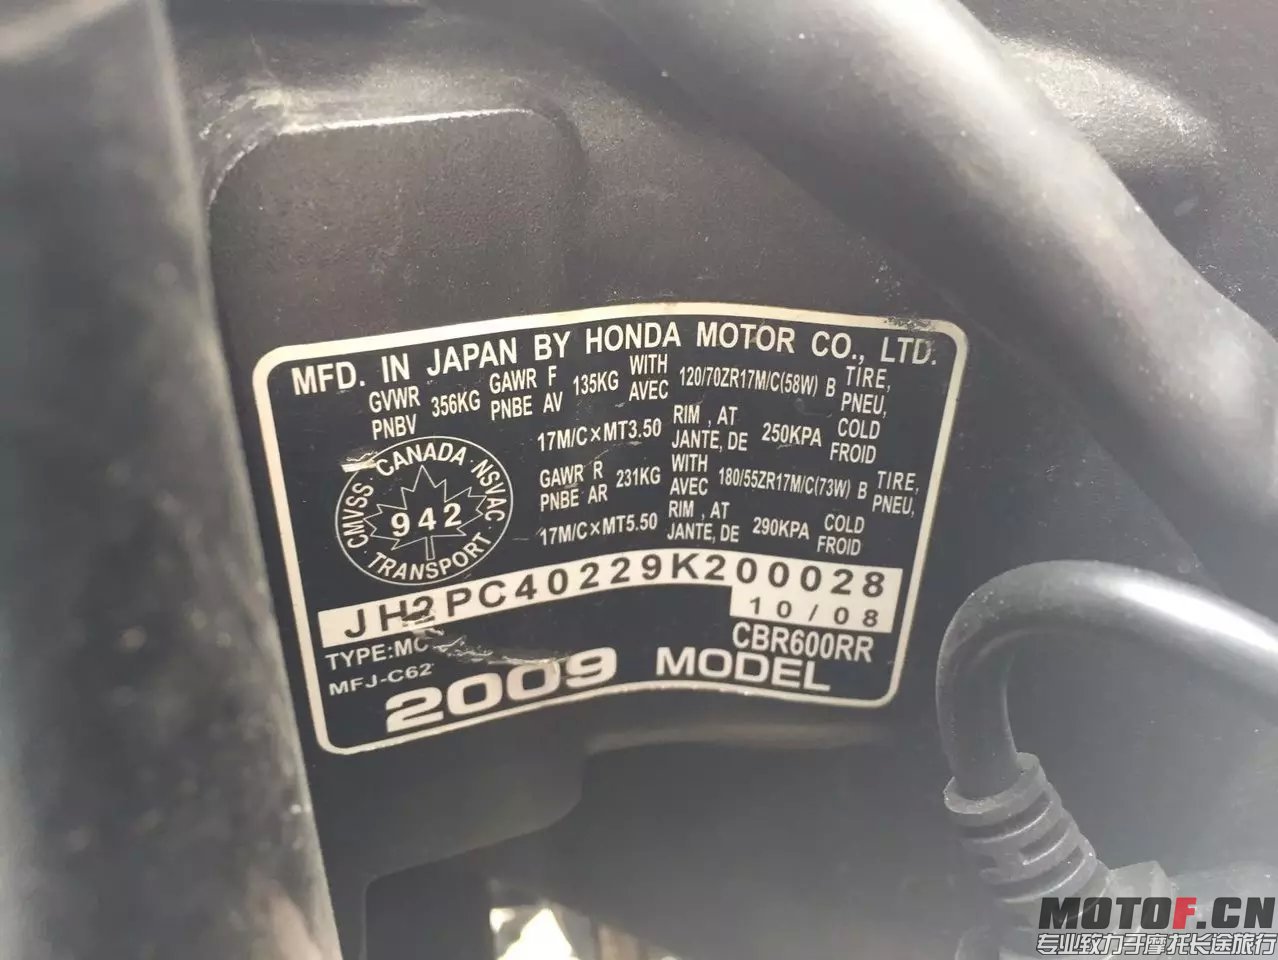 MFD. IN JAPAN BY HONDA MOTOR CO., LTD.
GVWR PNBV 356KG GAWR F PNBE AV 135KG WITH AVEC 120/70ZR17M/C(58W) B TIRE, PNEU,
17M/C×MT3.50 RIM , AT JANTE, DE 250KPA COLD FROID
GAWR R PNBE AR 231KG WITH AVEC 180/55ZR17M/C(73W) B TIRE, PNEU,
17M/C×MT5.50 RIM , AT JANTE, DE 290KPA COLD FROID
CMVSS · CANADA NSVAC · TRANSPORT ·
942
JH2PC40229K200028
10/08
TYPE:MC
CBR600RR
MFJ-C62
2009 MODEL
MOTOF.CN
专业致力于摩托长途旅行